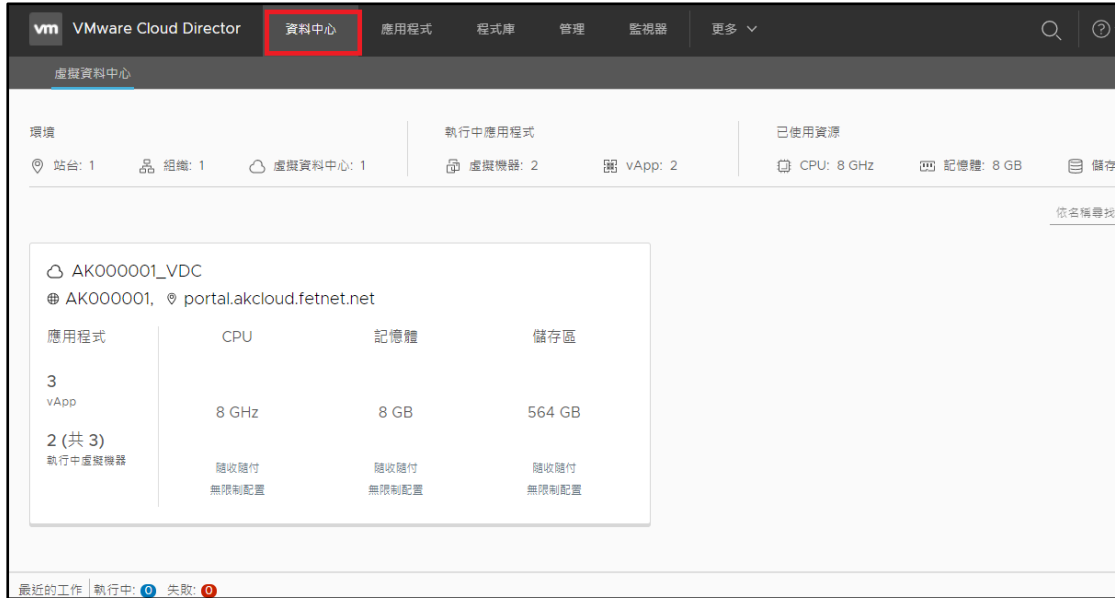 vm VMware Cloud Director 資料中心 應用程式 程式庫 管理 監視器 更多
虛擬資料中心
環境 執行中應用程式 已使用資源
站台: 1 組織: 1 虛擬資料中心: 1 虛擬機器: 2 vApp: 2 CPU: 8 GHz 記憶體: 8 GB 儲存
依名稱尋找
AK000001_VDC
AK000001, portal.akcloud.fetnet.net
應用程式 CPU 記憶體 儲存區
3
vApp
8 GHz 8 GB 564 GB
2 (共 3)
執行中虛擬機器
隨收隨付 隨收隨付 隨收隨付
無限制配置 無限制配置 無限制配置
最近的工作 執行中: 0 失敗: 0